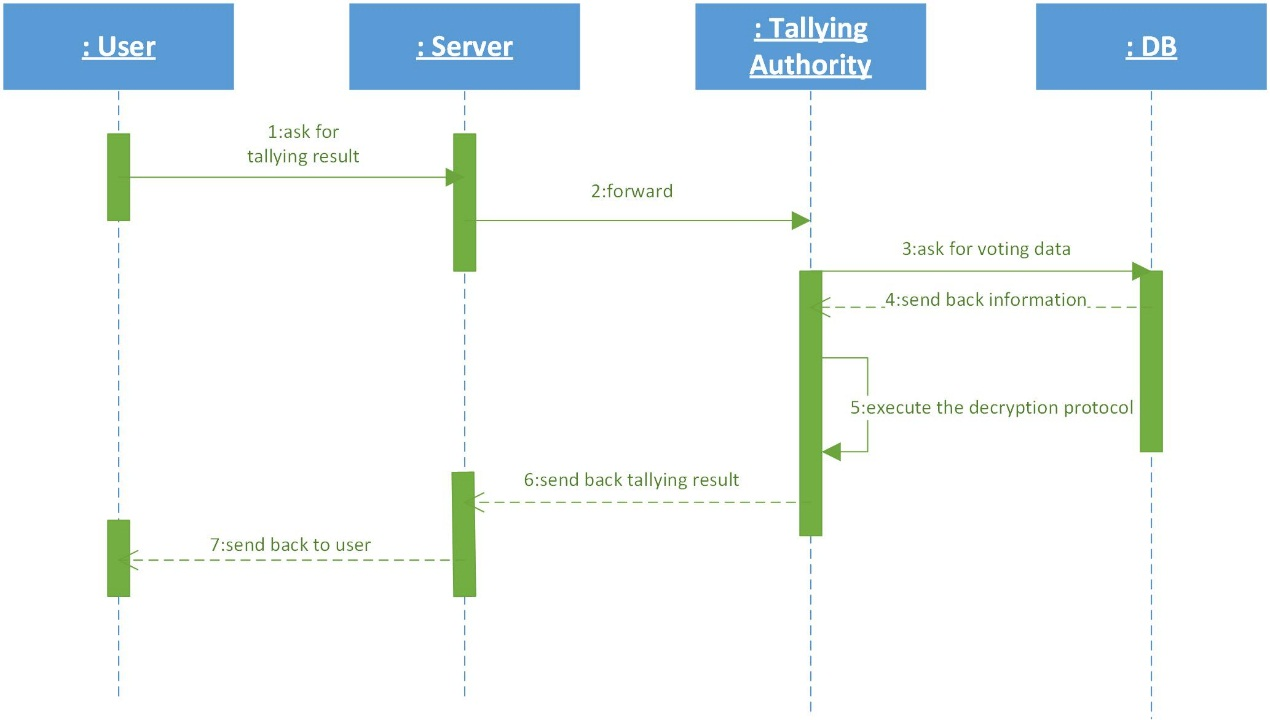 : User
: Server
: Tallying
Authority
: DB
1:ask for
tallying result
2:forward
3:ask for voting data
4:send back information
5:execute the decryption protocol
6:send back tallying result
7:send back to user